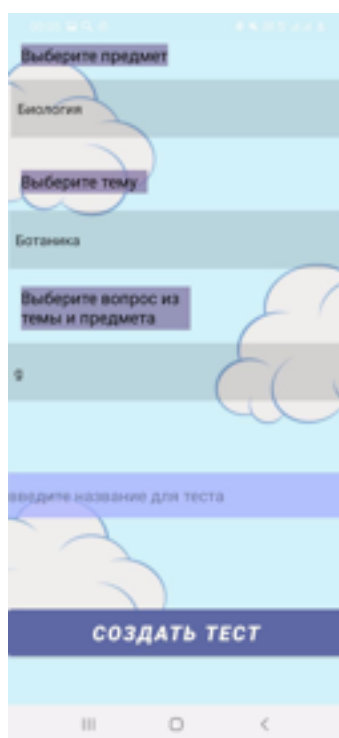 Выберите предмет
Биология
Выберите тему
Ботаника
Выберите вопрос из
темы и предмета
введите название для теста
СОЗДАТЬ ТЕСТ